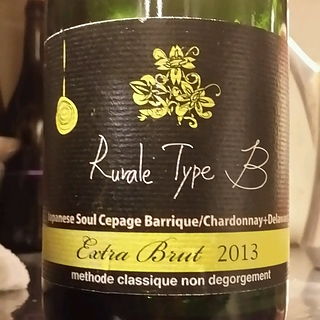 Rurale Type B
Japanese Soul Cepage Barrique/Chardonnay+Delaware
Extra Brut 2013
methode classique non degorgement